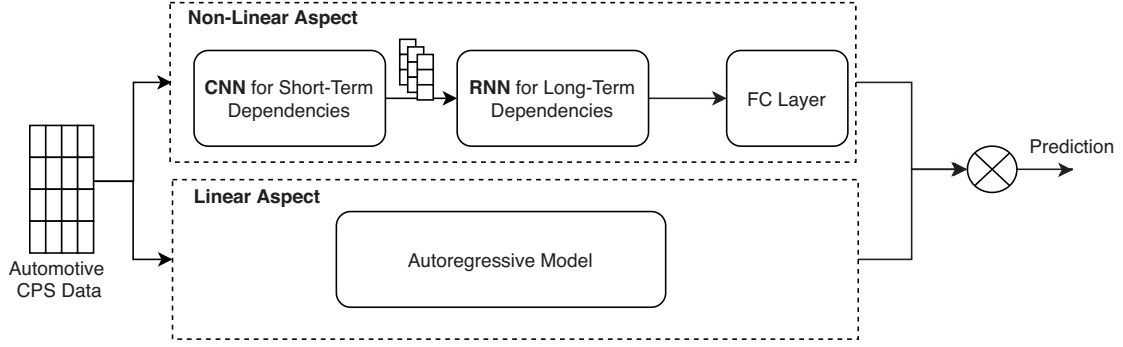 Non-Linear Aspect
CNN for Short-Term
Dependencies
RNN for Long-Term
Dependencies
FC Layer
Prediction
Linear Aspect
Autoregressive Model
Automotive
CPS Data